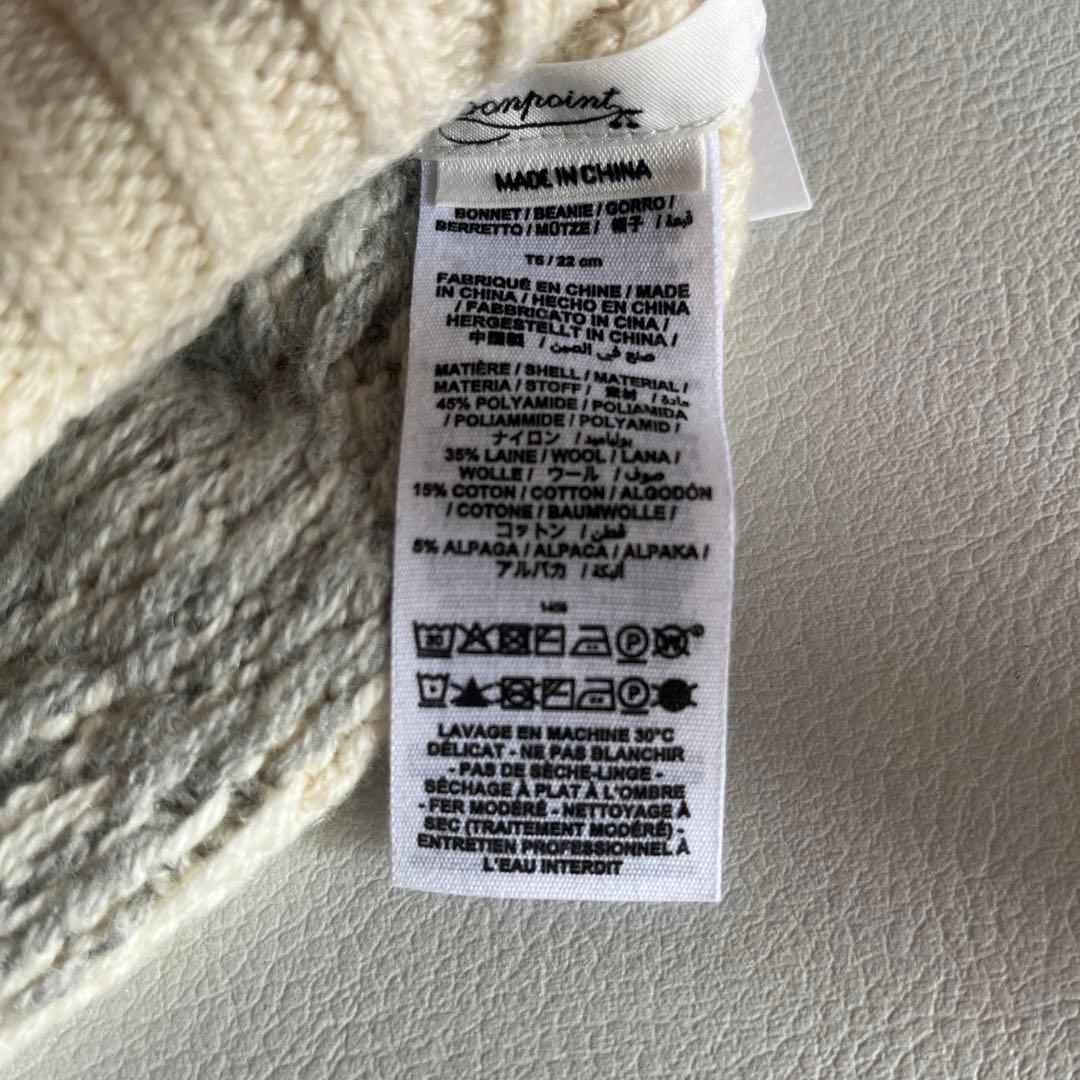 onpoint
MADE IN CHINA
BONNET / BEANIE / GORRO /
BERRETTO / MÜTZE / 帽子 / قبعة
T6 / 22 cm
FABRIQUÉ EN CHINE / MADE
IN CHINA / HECHO EN CHINA
/ FABBRICATO IN CINA /
HERGESTELLT IN CHINA /
中國製 / صنع في الصين
MATIÈRE / SHELL / MATERIAL /
MATERIA / STOFF / 素材 / مادة
45% POLYAMIDE / POLIAMIDA
/ POLIAMMIDE / POLYAMID /
ナイロン / بولياميد
35% LAINE / WOOL / LANA /
WOLLE / ウール / صوف
15% COTON / COTTON / ALGODÓN
/ COTONE / BAUMWOLLE /
コットン / قطن
5% ALPAGA / ALPACA / ALPAKA /
アルパカ /
30 P W
P
LAVAGE EN MACHINE 30°C
DÉLICAT - NE PAS BLANCHIR
- PAS DE SÈCHE-LINGE -
SÉCHAGE À PLAT À L'OMBRE
- FER MODÉRÉ - NETTOYAGE À
SEC (TRAITEMENT MODÉRÉ) -
ENTRETIEN PROFESSIONNEL À
L'EAU INTERDIT